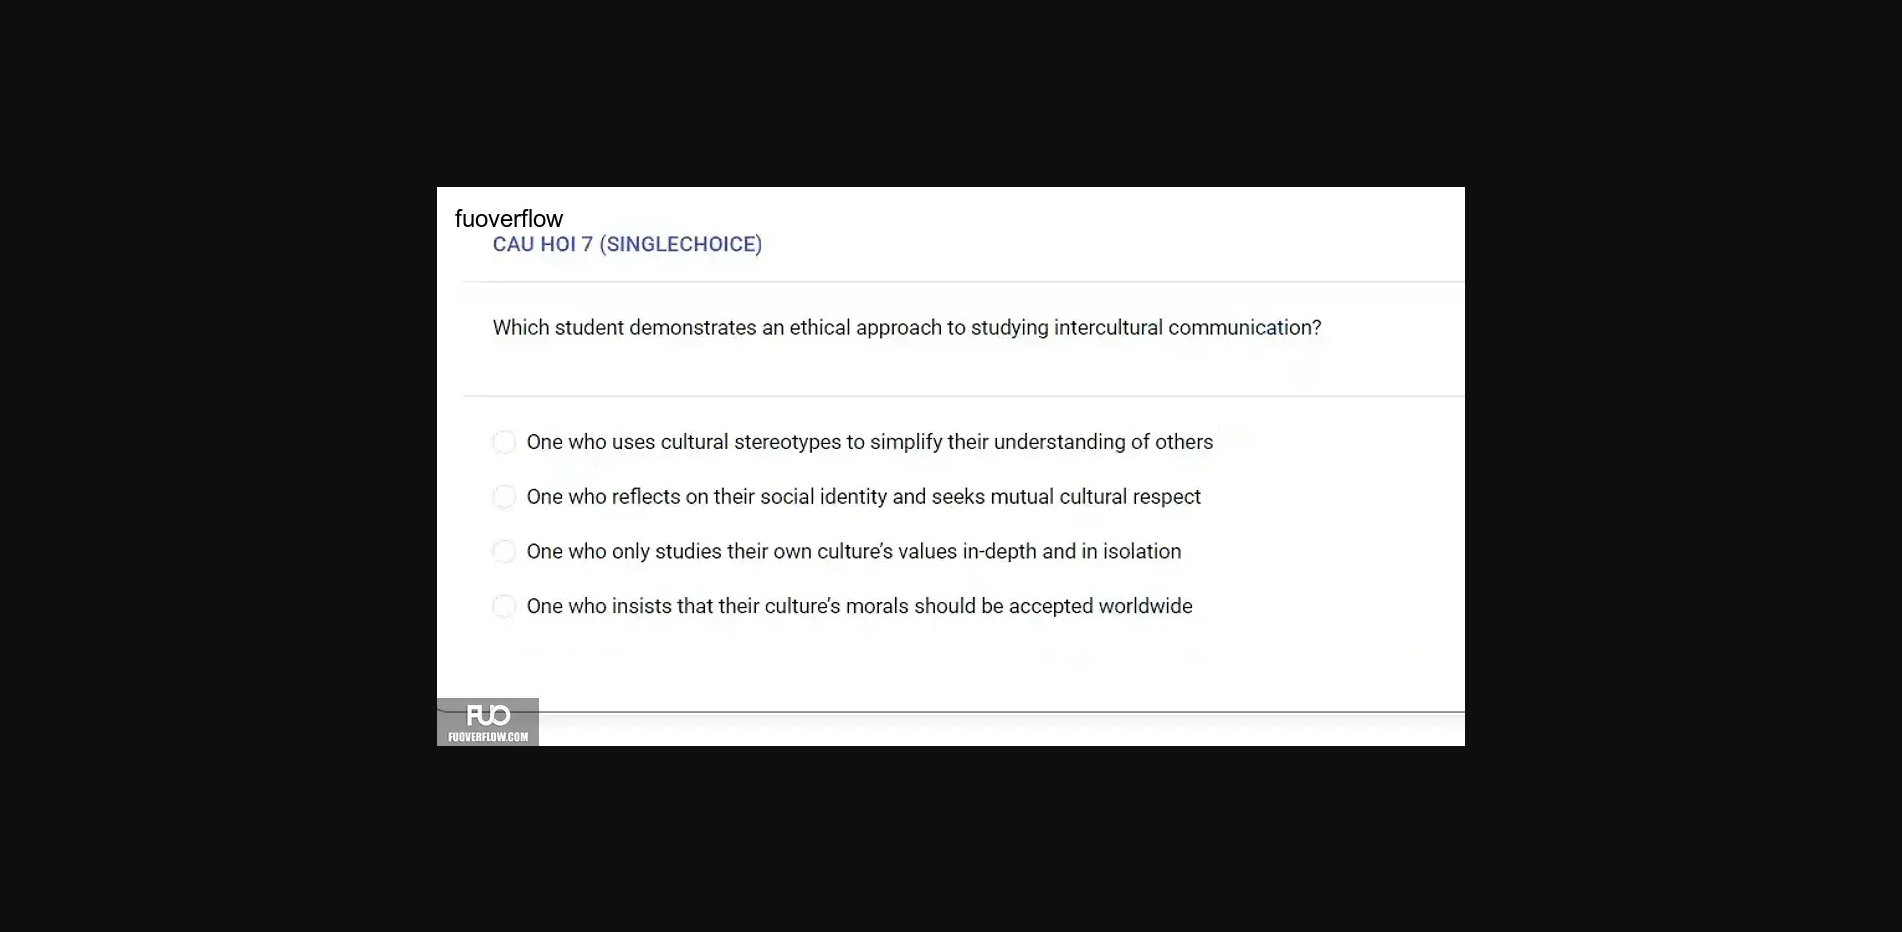 fuoverflow
CAU HOI 7 (SINGLECHOICE)
Which student demonstrates an ethical approach to studying intercultural communication?
One who uses cultural stereotypes to simplify their understanding of others
One who reflects on their social identity and seeks mutual cultural respect
One who only studies their own culture’s values in-depth and in isolation
One who insists that their culture’s morals should be accepted worldwide
FUO
FUOVERFLOW.COM